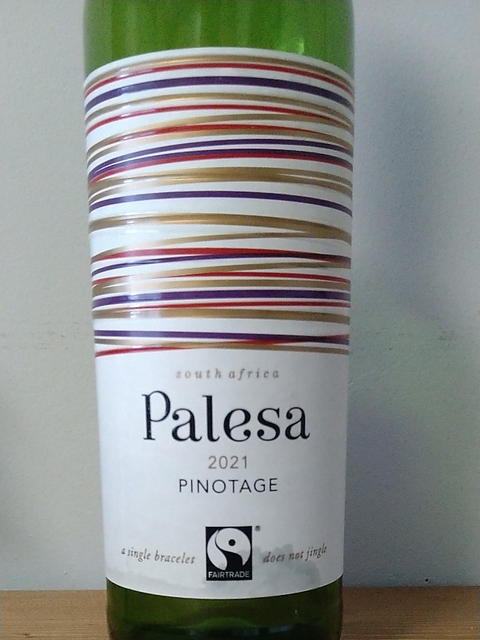 south africa
Palesa
2021
PINOTAGE
a single bracelet does not jingle
FAIRTRADE
®